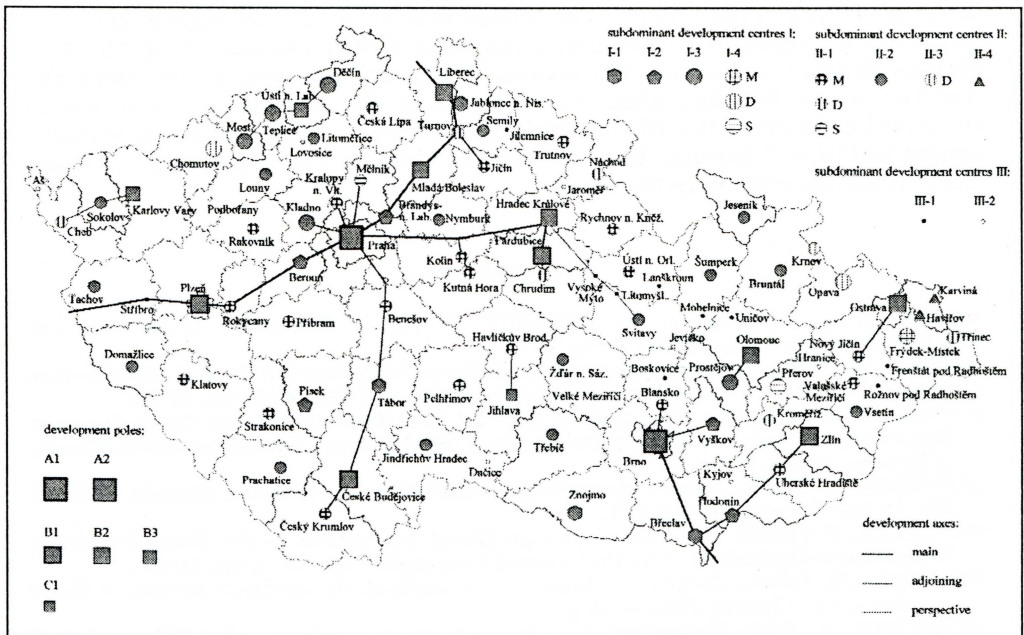 subdominant development centres I:
I-1 I-2 I-3 I-4
M
D
S
subdominant development centres II:
II-1 II-2 II-3 II-4
M D
D
S
subdominant development centres III:
III-1 III-2
Děčín
Liberec
Ústí n. Lab.
Jablonec n. Nis.
Teplice
Česká Lípa
Turnov
Semily
Jilemnice
Most
Litoměřice
Lovosice
Trutnov
Chomutov
Kralupy n. Vlt.
Mělník
Jičín
Náchod
Louny
Mladá Boleslav
Jaroměř
Aš
Sokolov
Karlovy Vary
Podbořany
Kladno
Brandýs n. Lab.
Nymburk
Hradec Králové
Rychnov n. Kněž.
Jeseník
Cheb
Rakovník
Praha
Pardubice
Krnov
Beroun
Kolín
Ústí n. Orl.
Šumperk
Bruntál
Kutná Hora
Chrudim
Vysoké Mýto
Lanškroun
Litomyšl
Opava
Karviná
Tachov
Plzeň
Stříbro
Rokycany
Příbram
Benešov
Svitavy
Mohelnice
Uničov
Ostrava
Havířov
Havlíčkův Brod
Jevíčko
Olomouc
Nový Jičín
Třinec
Domažlice
Hranice
Frýdek-Místek
Žďár n. Sáz.
Boskovice
Prostějov
Přerov
Frenštát pod Radhoštěm
Klatovy
Písek
Tábor
Pelhřimov
Velké Meziříčí
Blansko
Valašské Meziříčí
Rožnov pod Radhoštěm
Jihlava
Kroměříž
Vsetín
Strakonice
Třebíč
Vyškov
Zlín
Brno
Jindřichův Hradec
Dačice
Prachatice
Kyjov
Uherské Hradiště
České Budějovice
Znojmo
Hodonín
Český Krumlov
Břeclav
development poles:
A1 A2
B1 B2 B3
C1
development axes:
main
adjoining
perspective